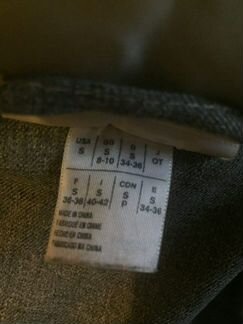 USA GB D J
S S S OT
8-10 34-36
F I CDN E
S S S S
36-38 40-42 P 34-36
MADE IN CHINA
FABRIQUÉ EN CHINE
HECHO EN CHINA
FABRICADO NA CHINA